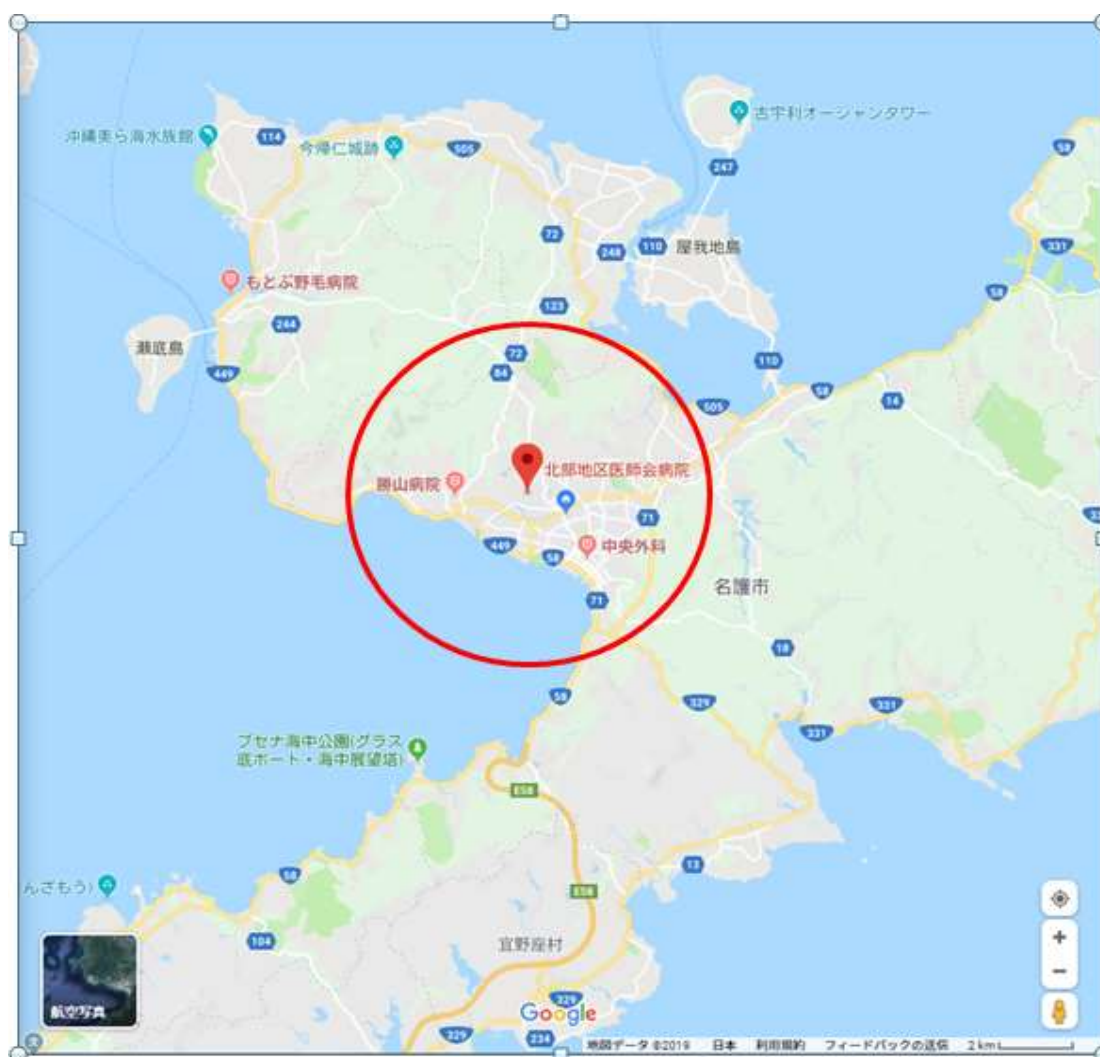 古宇利オーシャンタワー
沖縄美ら海水族館
114
今帰仁城跡
505
58
247
72
248
110
屋我地島
331
もとぶ野毛病院
58
123
244
瀬底島
72
449
84
110
58
14
505
勝山病院
北部地区医師会病院
71
449
58
中央外科
名護市
71
18
58
329
331
331
ブセナ海中公園(グラス
底ボート・海中展望塔)
E58
13
58
んざもう)
E58
104
宜野座村
航空写真
329
Google
329
234
地図データ ©2019 日本 利用規約 フィードバックの送信 2 km